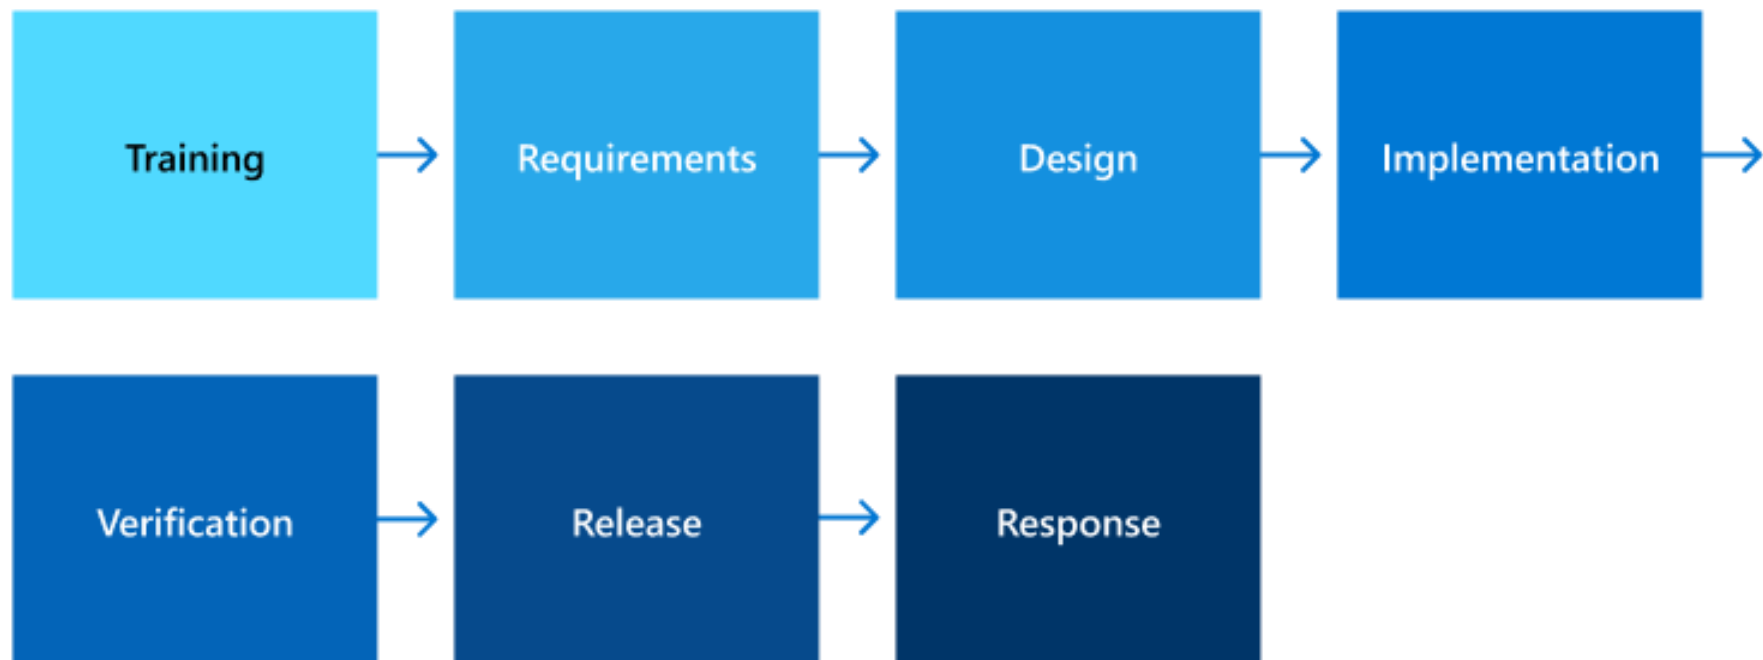 Training
Requirements
Design
Implementation
Verification
Release
Response